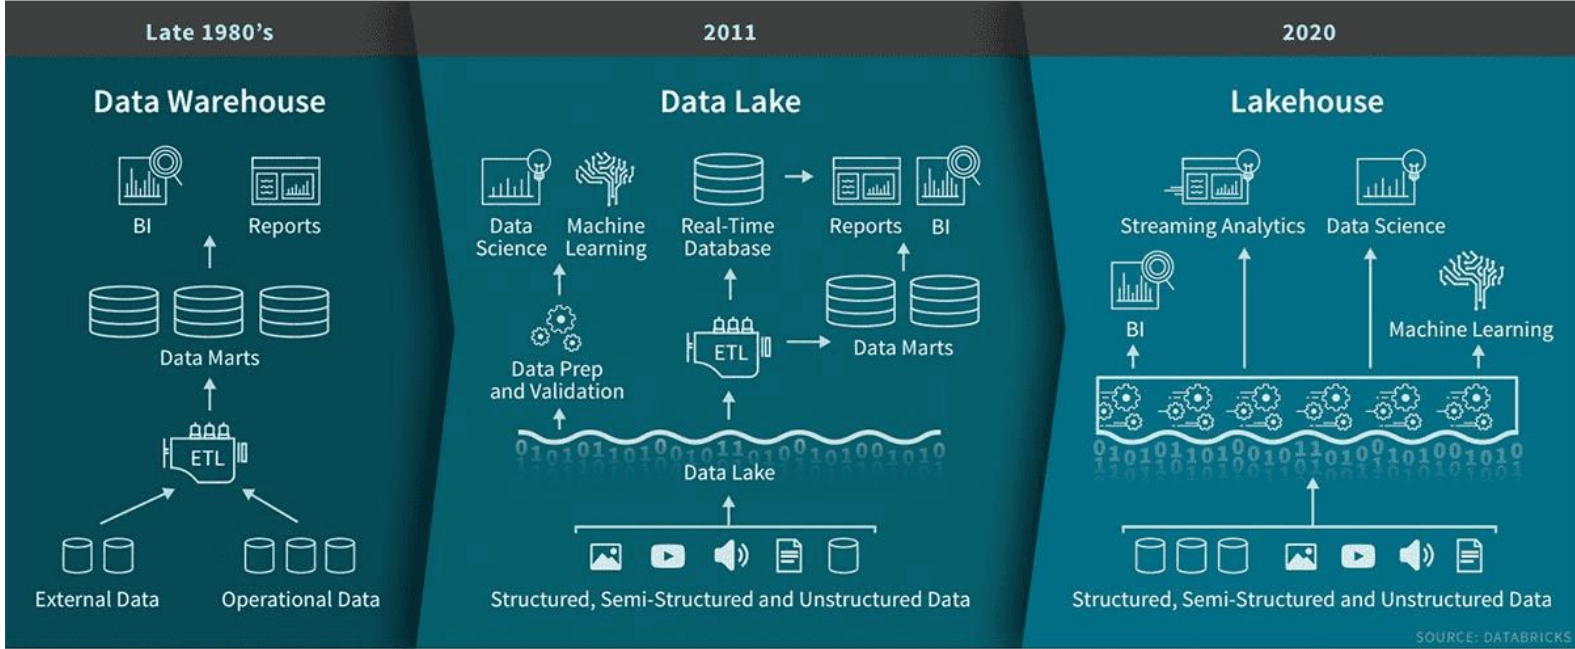 Late 1980's
Data Warehouse
BI
Reports
Data Marts
ETL
External Data
Operational Data
2011
Data Lake
Data
Science
Machine
Learning
Real-Time
Database
Reports
BI
Data Prep
and Validation
ETL
Data Marts
Data Lake
Structured, Semi-Structured and Unstructured Data
2020
Lakehouse
Streaming Analytics
Data Science
BI
Machine Learning
Structured, Semi-Structured and Unstructured Data
SOURCE: DATABRICKS